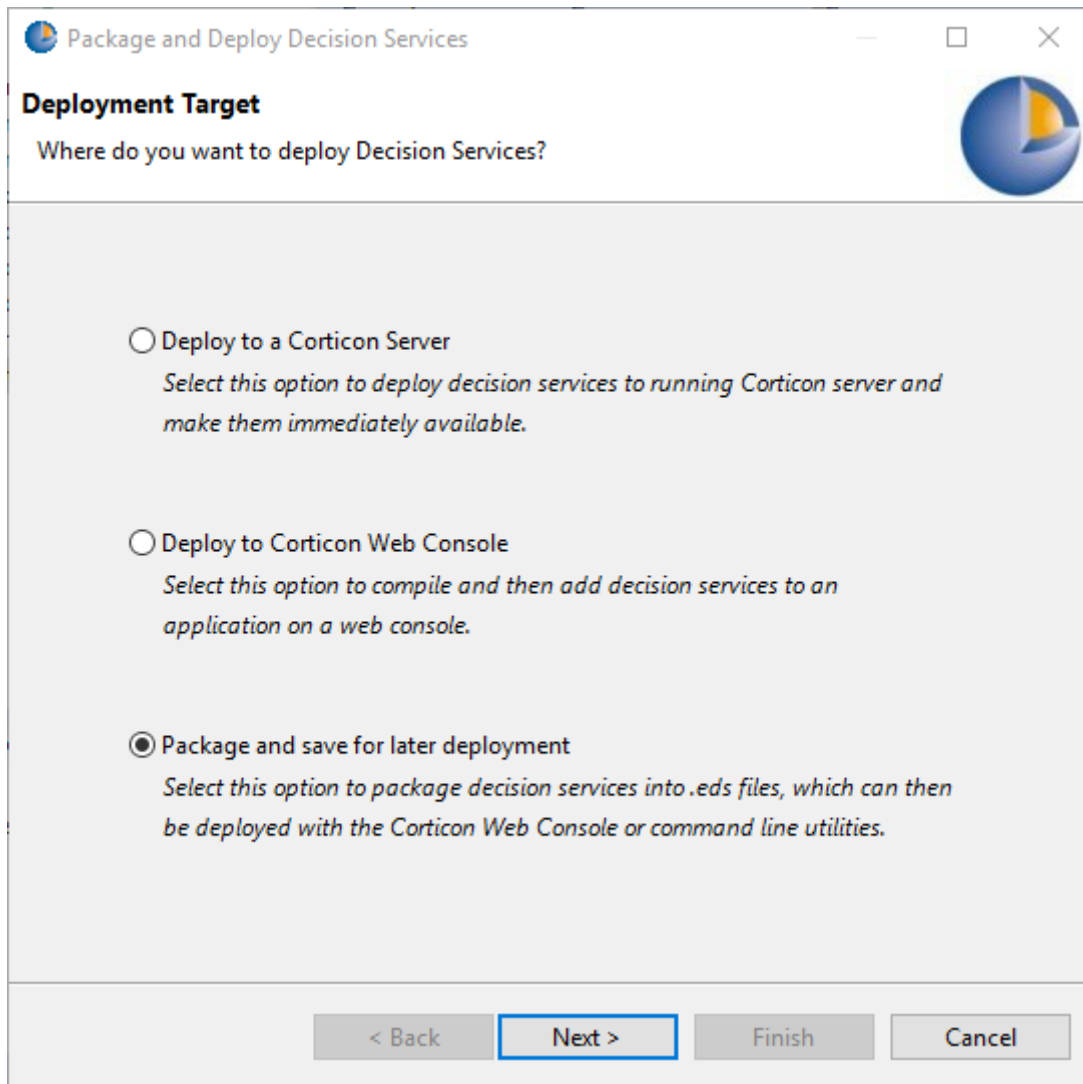 Package and Deploy Decision Services
Deployment Target
Where do you want to deploy Decision Services?
Deploy to a Corticon Server
Select this option to deploy decision services to running Corticon server and
make them immediately available.
Deploy to Corticon Web Console
Select this option to compile and then add decision services to an
application on a web console.
Package and save for later deployment
Select this option to package decision services into .eds files, which can then
be deployed with the Corticon Web Console or command line utilities.
< Back Next > Finish Cancel